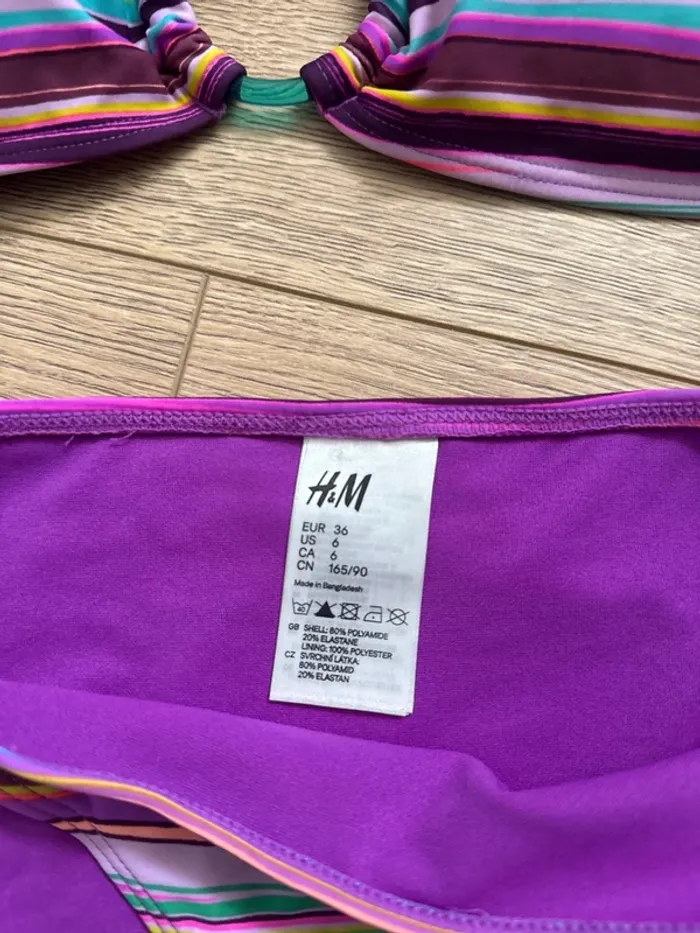 H&M
EUR 36
US 6
CA 6
CN 165/90
Made in Bangladesh
40
GB SHELL: 80% POLYAMIDE
20% ELASTANE
LINING: 100% POLYESTER
CZ SVRCHNÍ LÁTKA:
80% POLYAMID
20% ELASTAN